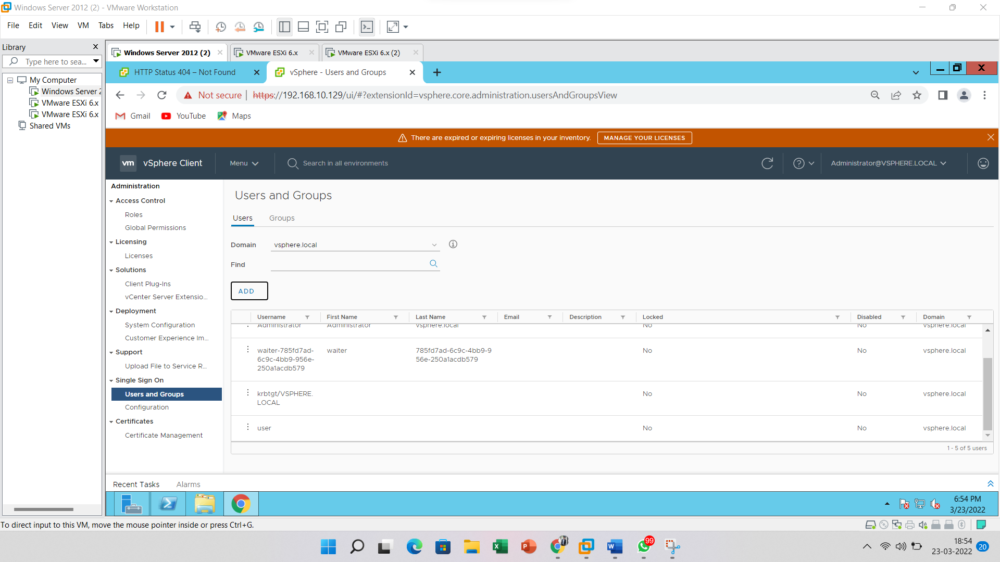 Windows Server 2012 (2) - VMware Workstation
File Edit View VM Tabs Help
Library
Type here to sea...
My Computer
Windows Server 2
VMware ESXi 6.x
VMware ESXi 6.x
Shared VMs
Windows Server 2012 (2) VMware ESXi 6.x VMware ESXi 6.x (2)
HTTP Status 404 – Not Found vSphere - Users and Groups
Not secure https://192.168.10.129/ui/#?extensionId=vsphere.core.administration.usersAndGroupsView
Gmail YouTube Maps
There are expired or expiring licenses in your inventory. MANAGE YOUR LICENSES
vm vSphere Client Menu Search in all environments Administrator@VSPHERE.LOCAL
Administration
Access Control
Roles
Global Permissions
Licensing
Licenses
Solutions
Client Plug-Ins
vCenter Server Extensio...
Deployment
System Configuration
Customer Experience Im...
Support
Upload File to Service R...
Single Sign On
Users and Groups
Configuration
Certificates
Certificate Management
Users and Groups
Users Groups
Domain vsphere.local
Find
ADD
Username First Name Last Name Email Description Locked Disabled Domain
Administrator Administrator vsphere.local No No vsphere.local
waiter-785fd7ad-
6c9c-4bb9-956e-
250a1acdb579
waiter
785fd7ad-6c9c-4bb9-9
56e-250a1acdb579
No No vsphere.local
krbtgt/VSPHERE.
LOCAL
No No vsphere.local
user No No vsphere.local
1 - 5 of 5 users
Recent Tasks Alarms
6:54 PM
3/23/2022
To direct input to this VM, move the mouse pointer inside or press Ctrl+G.
99
18:54
23-03-2022
20